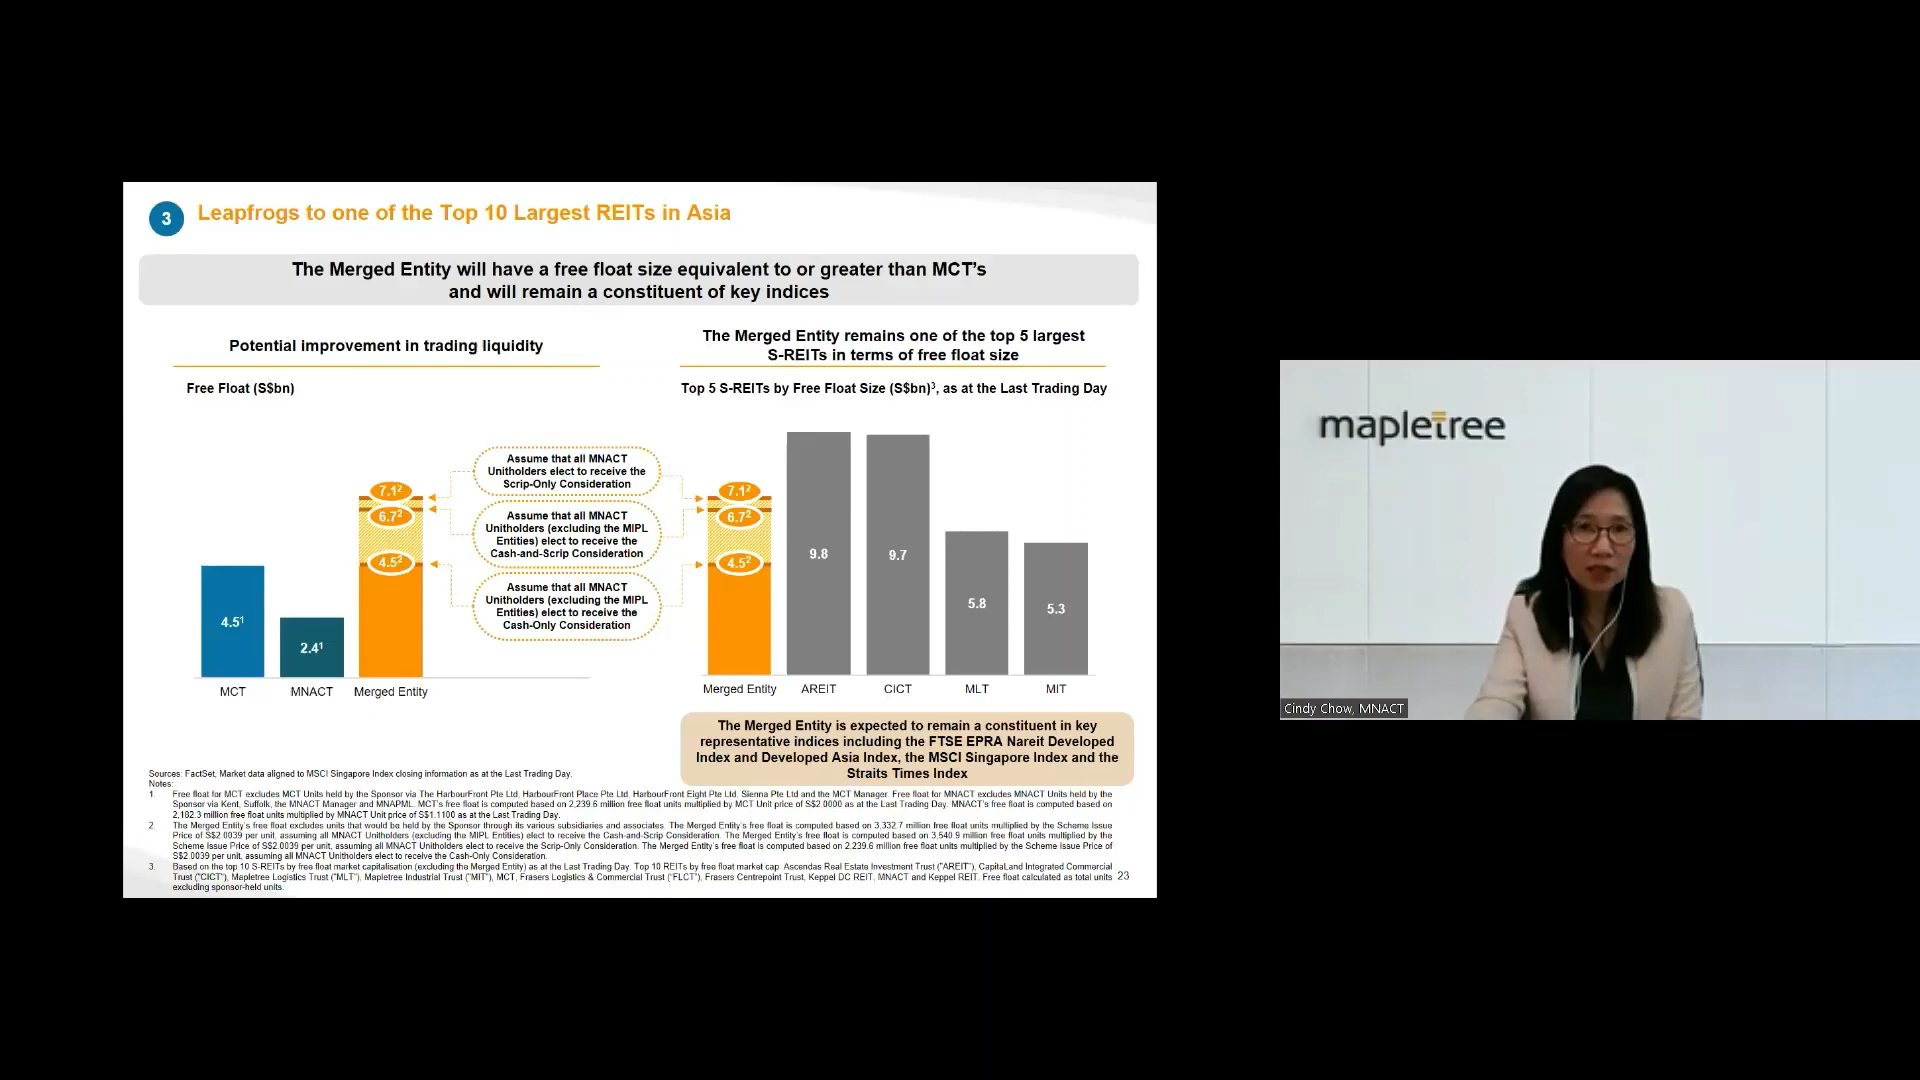 3
Leapfrogs to one of the Top 10 Largest REITs in Asia
The Merged Entity will have a free float size equivalent to or greater than MCT's
and will remain a constituent of key indices
Potential improvement in trading liquidity
Free Float (S$bn)
4.5¹
2.4¹
7.1²
6.7²
4.5²
MCT
MNACT
Merged Entity
Assume that all MNACT
Unitholders elect to receive the
Scrip-Only Consideration
Assume that all MNACT
Unitholders (excluding the MIPL
Entities) elect to receive the
Cash-and-Scrip Consideration
Assume that all MNACT
Unitholders (excluding the MIPL
Entities) elect to receive the
Cash-Only Consideration
The Merged Entity remains one of the top 5 largest
S-REITs in terms of free float size
Top 5 S-REITs by Free Float Size (S$bn)³, as at the Last Trading Day
7.1²
6.7²
4.5²
9.8
9.7
5.8
5.3
Merged Entity
AREIT
CICT
MLT
MIT
The Merged Entity is expected to remain a constituent in key
representative indices including the FTSE EPRA Nareit Developed
Index and Developed Asia Index, the MSCI Singapore Index and the
Straits Times Index
Sources: FactSet, Market data aligned to MSCI Singapore Index closing information as at the Last Trading Day.
Notes:
1. Free float for MCT excludes MCT Units held by the Sponsor via The HarbourFront Pte Ltd, HarbourFront Place Pte Ltd, HarbourFront Eight Pte Ltd, Sienna Pte Ltd and the MCT Manager. Free float for MNACT excludes MNACT Units held by the
Sponsor via Kent, Suffolk, the MNACT Manager and MNAPML. MCT's free float is computed based on 2,239.6 million free float units multiplied by MCT Unit price of S$2.0000 as at the Last Trading Day. MNACT's free float is computed based on
2,182.3 million free float units multiplied by MNACT Unit price of S$1.1100 as at the Last Trading Day.
2. The Merged Entity's free float excludes units that would be held by the Sponsor through its various subsidiaries and associates. The Merged Entity's free float is computed based on 3,332.7 million free float units multiplied by the Scheme Issue
Price of S$2.0039 per unit, assuming all MNACT Unitholders (excluding the MIPL Entities) elect to receive the Cash-and-Scrip Consideration. The Merged Entity's free float is computed based on 3,540.9 million free float units multiplied by the
Scheme Issue Price of S$2.0039 per unit, assuming all MNACT Unitholders elect to receive the Scrip-Only Consideration. The Merged Entity's free float is computed based on 2,239.6 million free float units multiplied by the Scheme Issue Price of
S$2.0039 per unit, assuming all MNACT Unitholders elect to receive the Cash-Only Consideration.
3. Based on the top 10 S-REITs by free float market capitalisation (excluding the Merged Entity) as at the Last Trading Day. Top 10 REITs by free float market cap: Ascendas Real Estate Investment Trust ("AREIT"), CapitaLand Integrated Commercial
Trust ("CICT"), Mapletree Logistics Trust ("MLT"), Mapletree Industrial Trust ("MIT"), MCT, Frasers Logistics & Commercial Trust ("FLCT"), Frasers Centrepoint Trust, Keppel DC REIT, MNACT and Keppel REIT. Free float calculated as total units
excluding sponsor-held units.
23
mapletree
Cindy Chow, MNACT